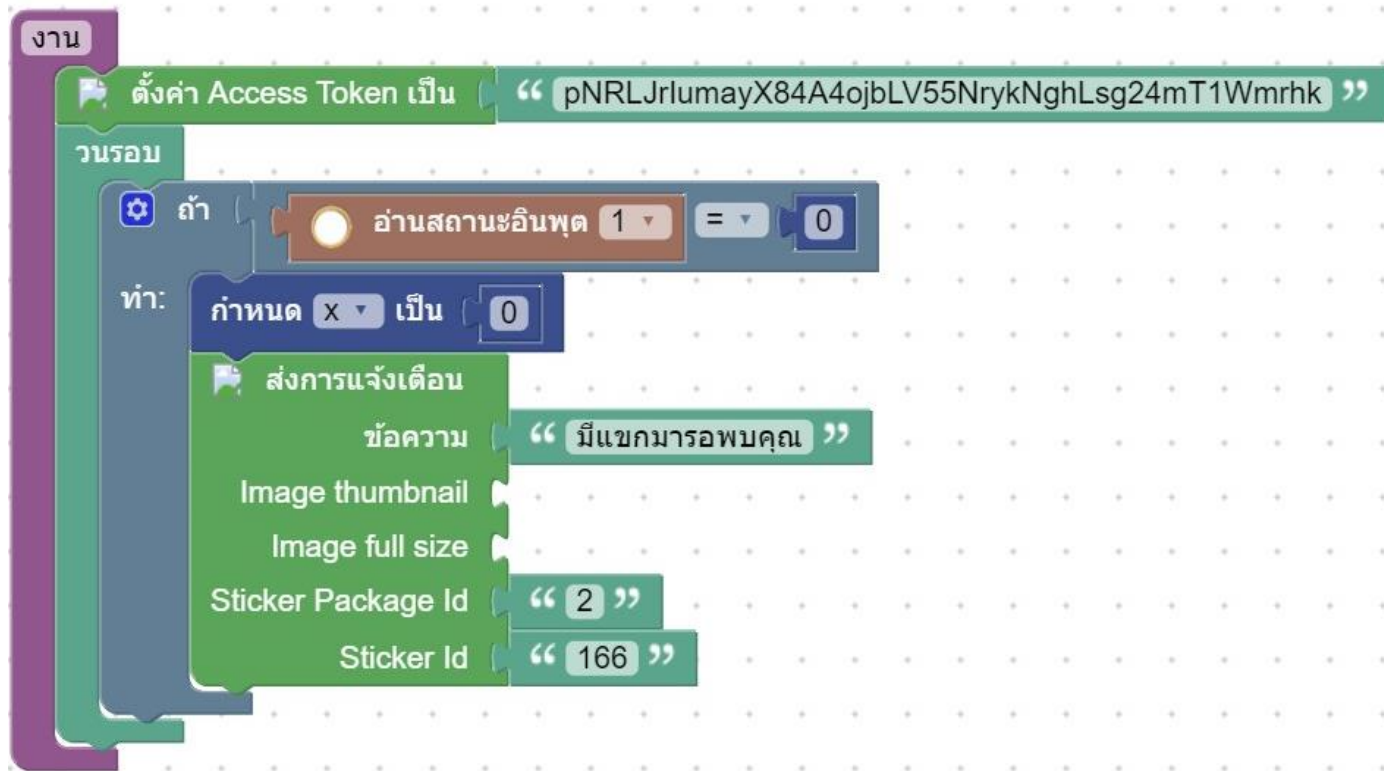 งาน
ตั้งค่า Access Token เป็น “ pNRLJrIumayX84A4ojbLV55NrykNghLsg24mT1Wmrhk ”
วนรอบ
ถ้า อ่านสถานะอินพุต 1 = 0
ทำ: กำหนด x เป็น 0
ส่งการแจ้งเตือน
ข้อความ “ มีแขกมารอพบคุณ ”
Image thumbnail
Image full size
Sticker Package Id “ 2 ”
Sticker Id “ 166 ”